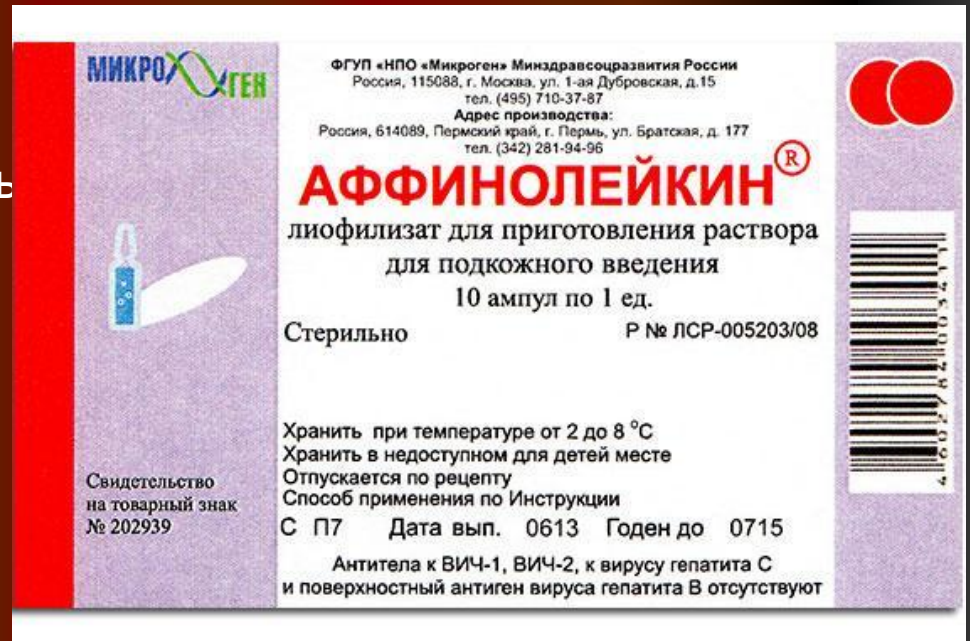 ь
МИКРОГЕН
ФГУП «НПО «Микроген» Минздравсоцразвития России
Россия, 115088, г. Москва, ул. 1-ая Дубровская, д.15
тел. (495) 710-37-87
Адрес производства:
Россия, 614089, Пермский край, г. Пермь, ул. Братская, д. 177
тел. (342) 281-94-96
АФФИНОЛЕЙКИН®
лиофилизат для приготовления раствора
для подкожного введения
10 ампул по 1 ед.
Стерильно Р № ЛСР-005203/08
Хранить при температуре от 2 до 8 °С
Хранить в недоступном для детей месте
Отпускается по рецепту
Способ применения по Инструкции
С П7 Дата вып. 0613 Годен до 0715
Антитела к ВИЧ-1, ВИЧ-2, к вирусу гепатита С
и поверхностный антиген вируса гепатита В отсутствуют
Свидетельство
на товарный знак
№ 202939